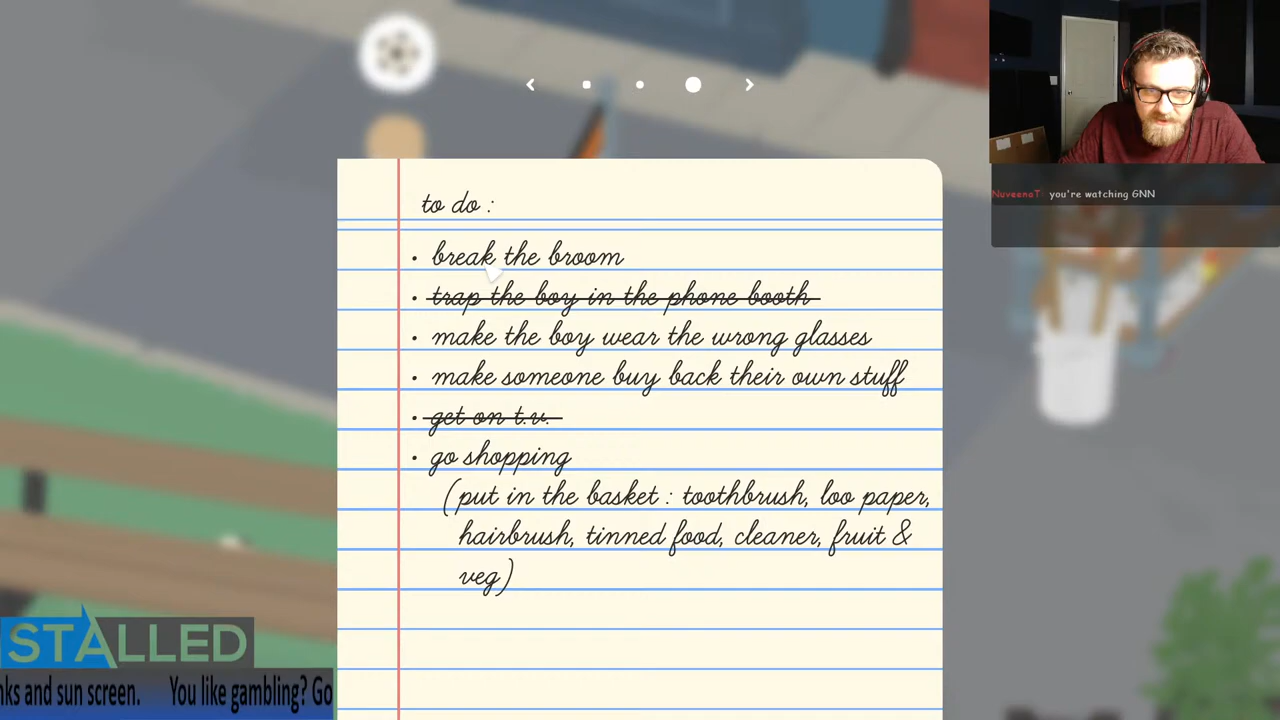 to do :
• break the broom
• trap the boy in the phone booth
• make the boy wear the wrong glasses
• make someone buy back their own stuff
• get on t.v.
• go shopping
(put in the basket : toothbrush, loo paper,
hairbrush, tinned food, cleaner, fruit &
veg)
NuveenaT: you're watching GNN
STALLED
and sun screen. You like gambling? Go